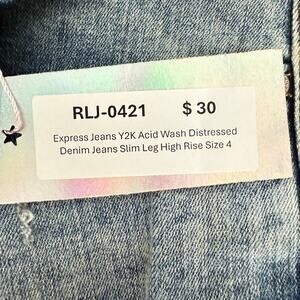 RLJ-0421 $ 30
Express Jeans Y2K Acid Wash Distressed
Denim Jeans Slim Leg High Rise Size 4